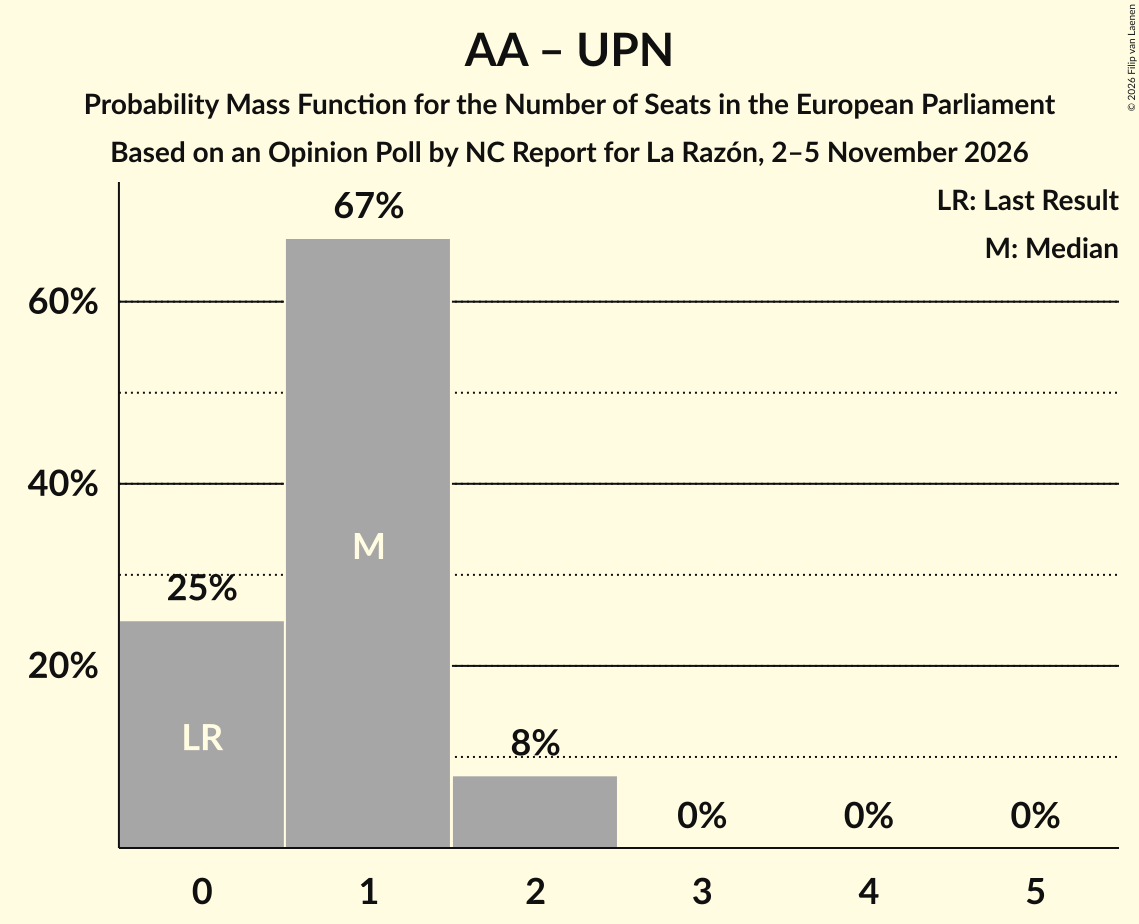 AA – UPN
Probability Mass Function for the Number of Seats in the European Parliament
Based on an Opinion Poll by NC Report for La Razón, 2–5 November 2026
© 2026 Filip van Laenen
LR: Last Result
M: Median
67%
60%
40%
M
25%
20%
LR
8%
0%
0%
0%
0
1
2
3
4
5